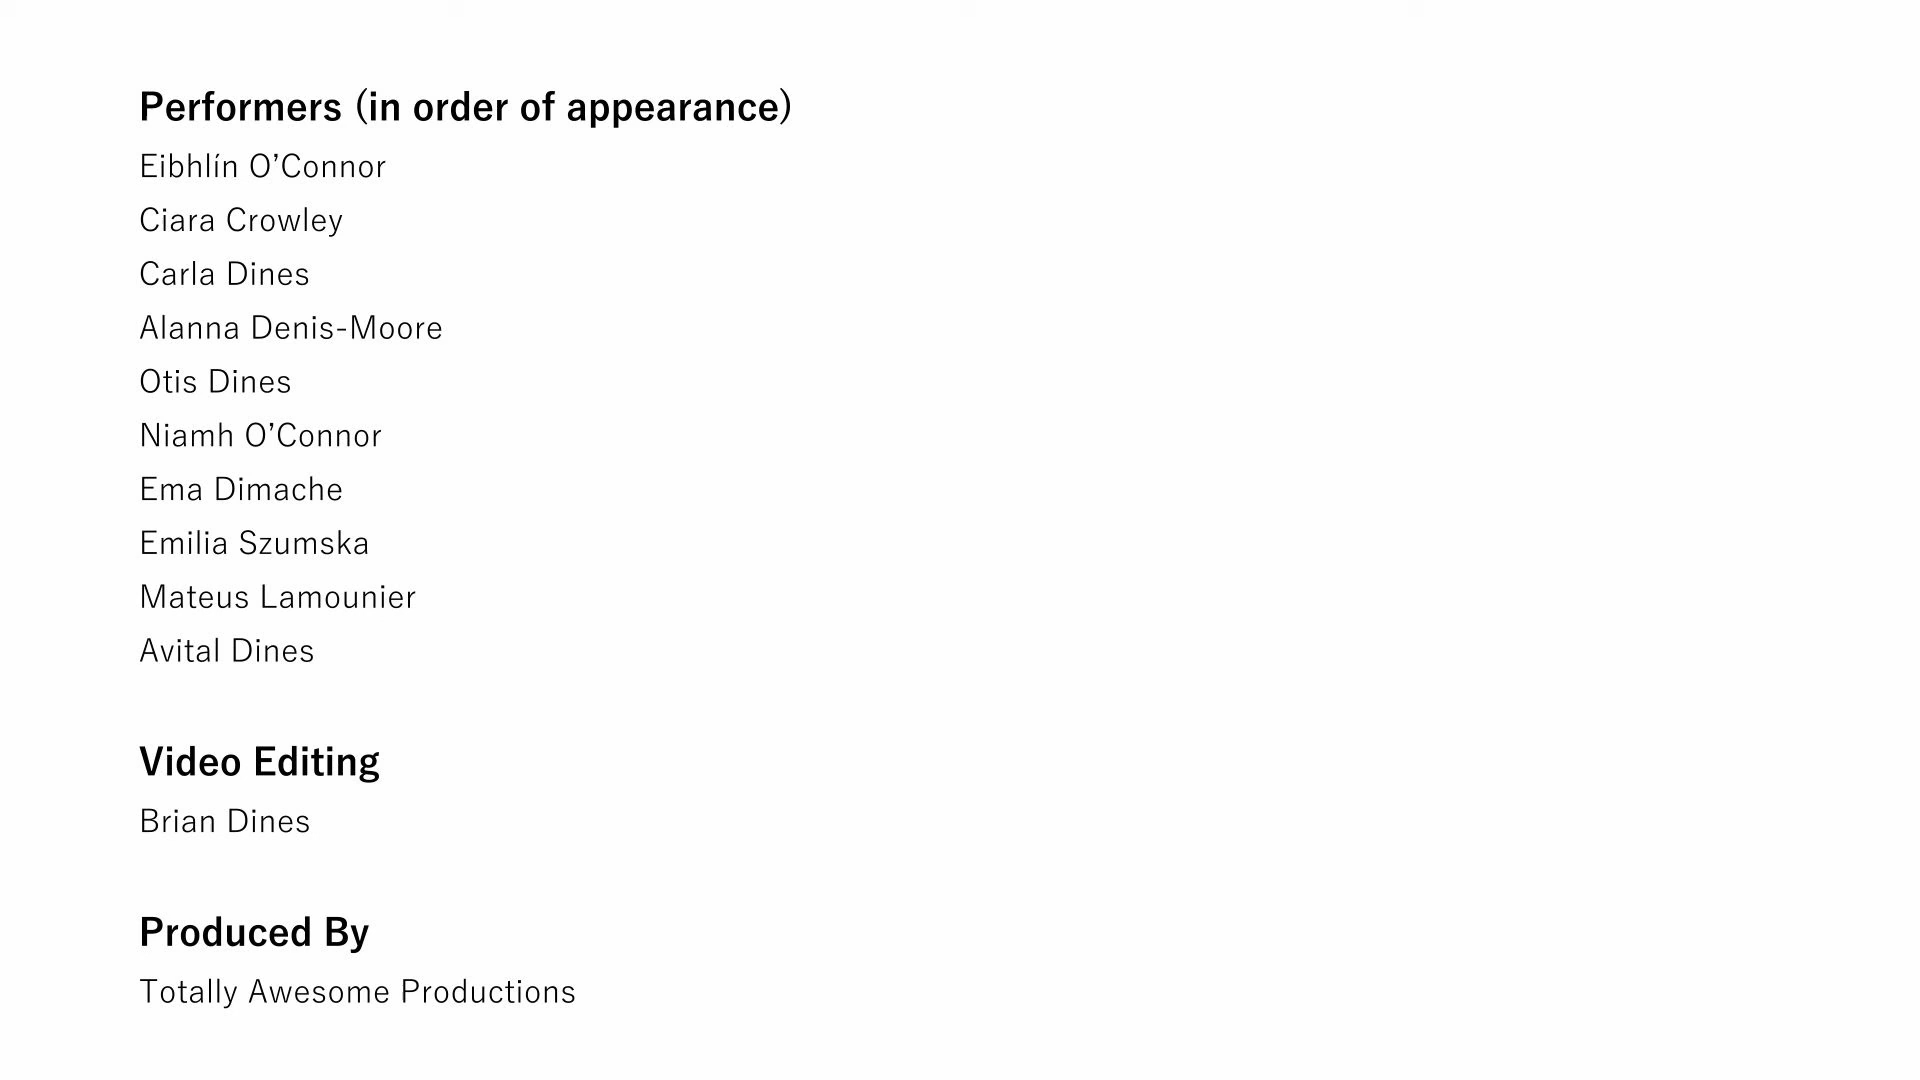 Performers (in order of appearance)
Eibhlín O’Connor
Ciara Crowley
Carla Dines
Alanna Denis-Moore
Otis Dines
Niamh O’Connor
Ema Dimache
Emilia Szumska
Mateus Lamounier
Avital Dines
Video Editing
Brian Dines
Produced By
Totally Awesome Productions